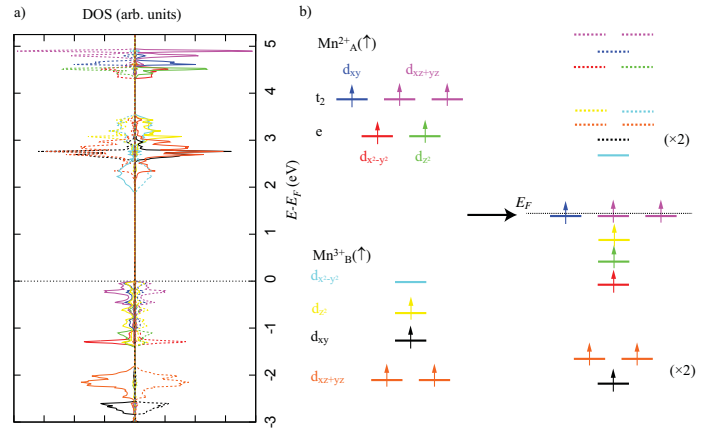 a)
DOS (arb. units)
5
4
3
2
1
0
-1
-2
-3
E-E_F (eV)
b)
Mn²⁺_A(↑)
d_xy
d_xz+yz
t₂
e
d_x²-y²
d_z²
Mn³⁺_B(↑)
d_x²-y²
d_z²
d_xy
d_xz+yz
(×2)
E_F
(×2)